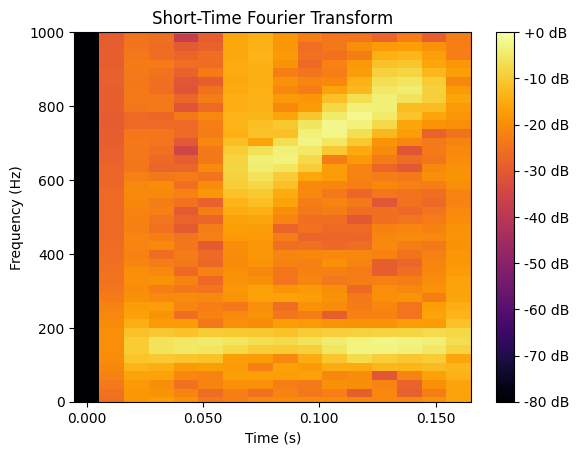 Short-Time Fourier Transform
1000
800
600
400
200
0
Frequency (Hz)
0.000
0.050
0.100
0.150
Time (s)
+0 dB
-10 dB
-20 dB
-30 dB
-40 dB
-50 dB
-60 dB
-70 dB
-80 dB